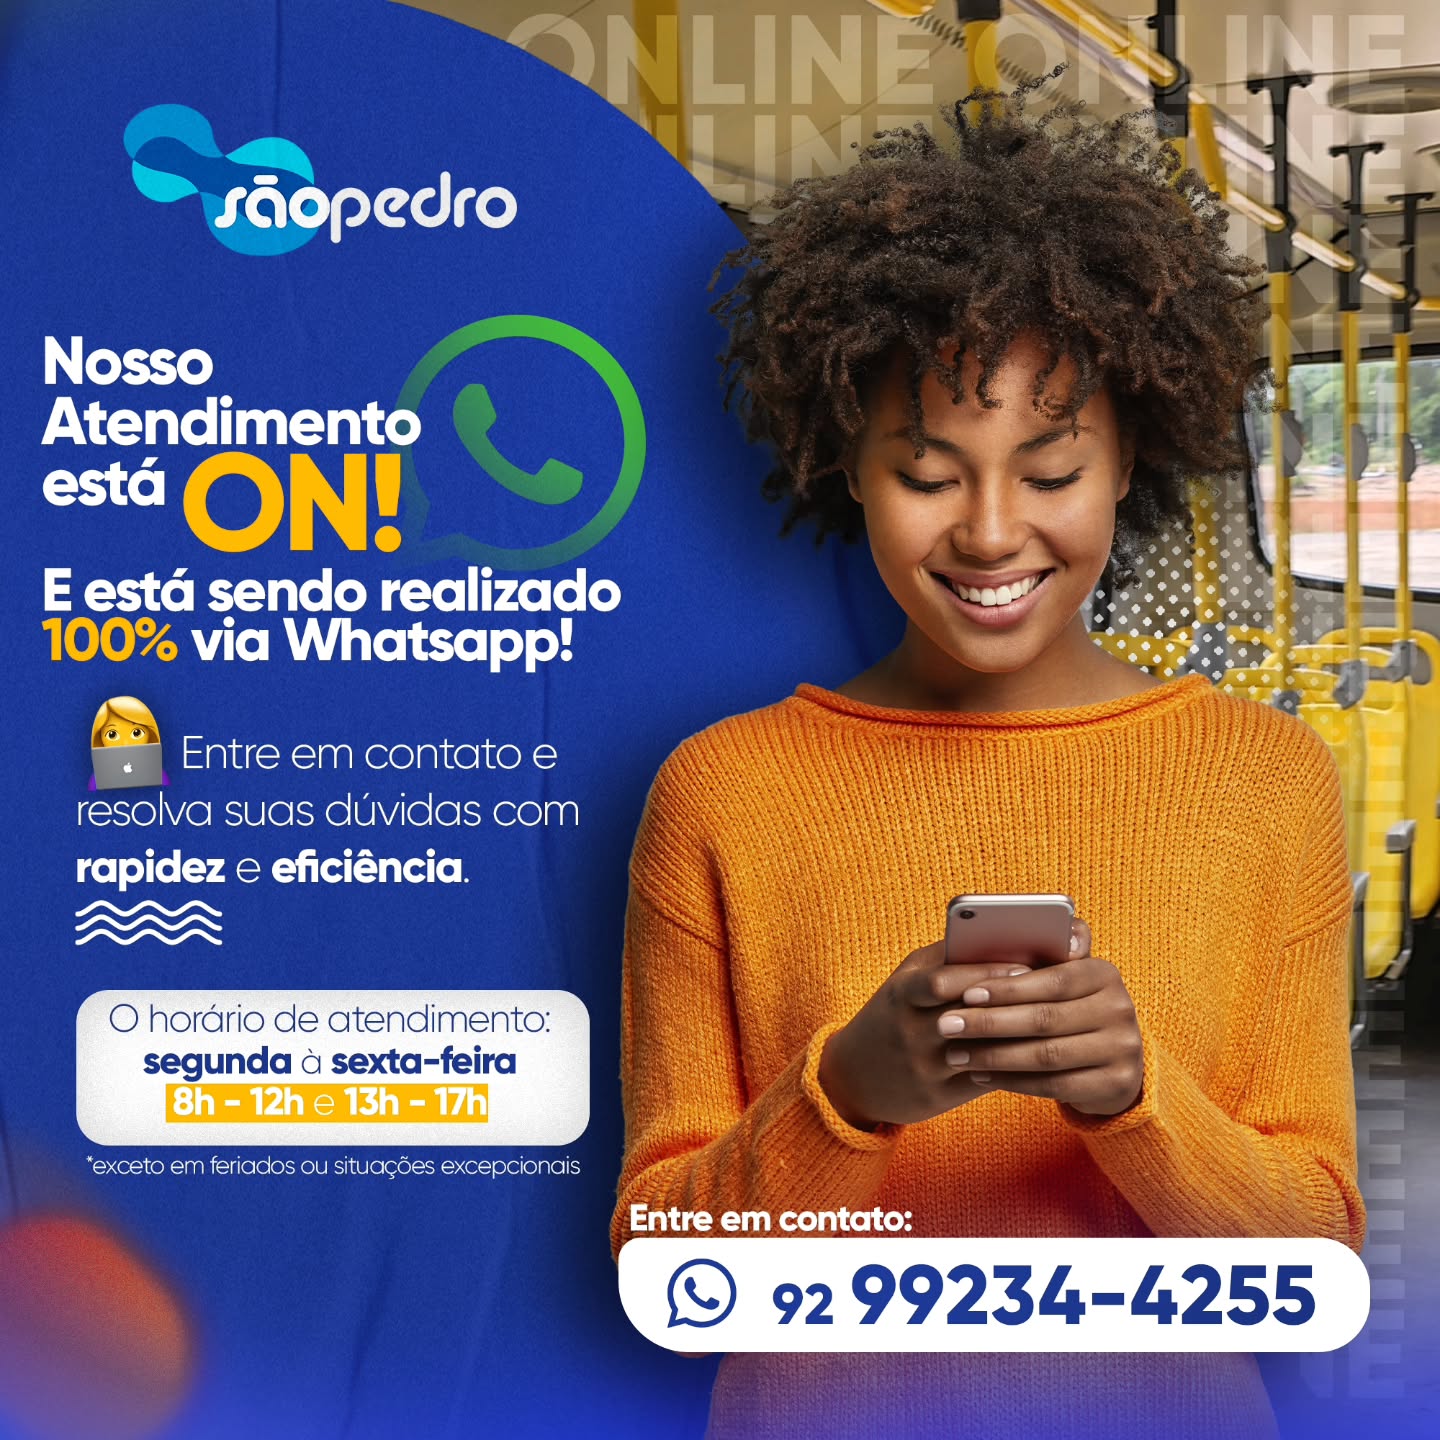 ONLINE ONLINE
sãopedro
Nosso
Atendimento
está ON!
E está sendo realizado
100% via Whatsapp!
Entre em contato e
resolva suas dúvidas com
rapidez e eficiência.
O horário de atendimento:
segunda à sexta-feira
8h - 12h e 13h - 17h
*exceto em feriados ou situações excepcionais
Entre em contato:
92 99234-4255